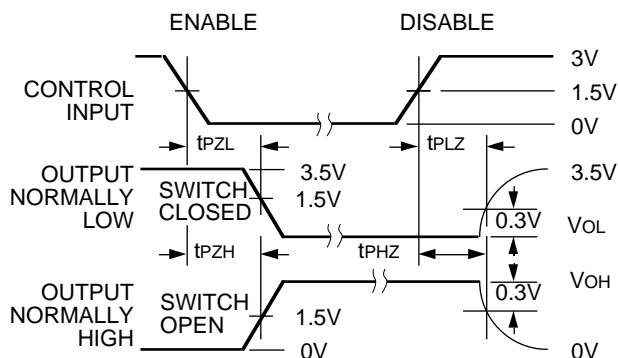 ENABLE DISABLE
3V
CONTROL
INPUT
1.5V
0V
tPZL tPLZ
OUTPUT
NORMALLY
LOW
SWITCH
CLOSED
3.5V
1.5V
3.5V
0.3V
VOL
tPZH tPHZ
OUTPUT
NORMALLY
HIGH
SWITCH
OPEN
1.5V
0V
0.3V
VOH
0V